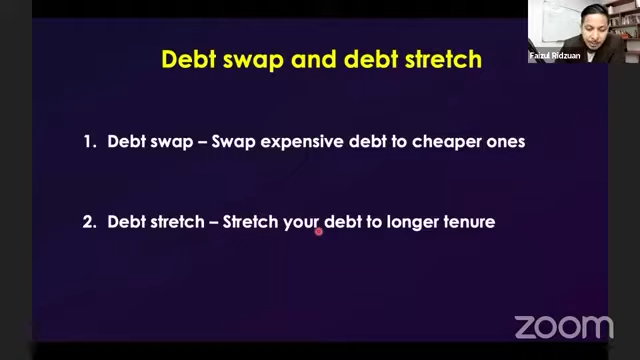 Debt swap and debt stretch
Faizul Ridzuan
1. Debt swap – Swap expensive debt to cheaper ones
2. Debt stretch – Stretch your debt to longer tenure
zoom